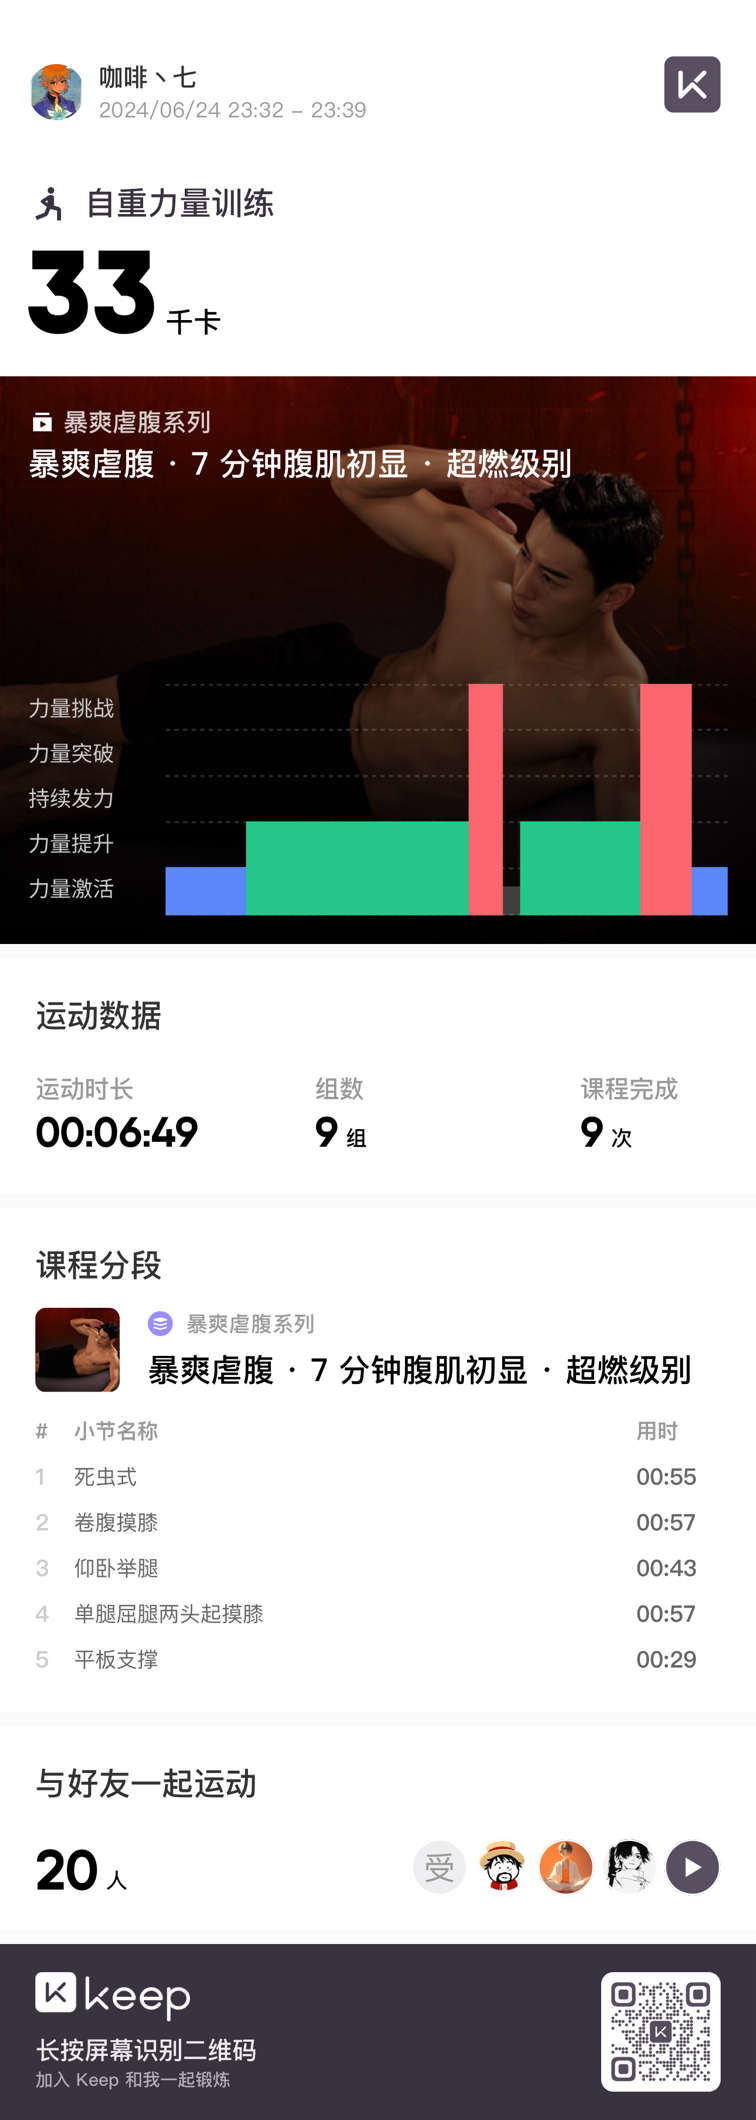 咖啡丶七
2024/06/24 23:32 – 23:39
自重力量训练
33 千卡
暴爽虐腹系列
暴爽虐腹 · 7 分钟腹肌初显 · 超燃级别
力量挑战
力量突破
持续发力
力量提升
力量激活
运动数据
运动时长 组数 课程完成
00:06:49 9 组 9 次
课程分段
暴爽虐腹系列
暴爽虐腹 · 7 分钟腹肌初显 · 超燃级别
# 小节名称 用时
1 死虫式 00:55
2 卷腹摸膝 00:57
3 仰卧举腿 00:43
4 单腿屈腿两头起摸膝 00:57
5 平板支撑 00:29
与好友一起运动
20 人 受
keep
长按屏幕识别二维码
加入 Keep 和我一起锻炼